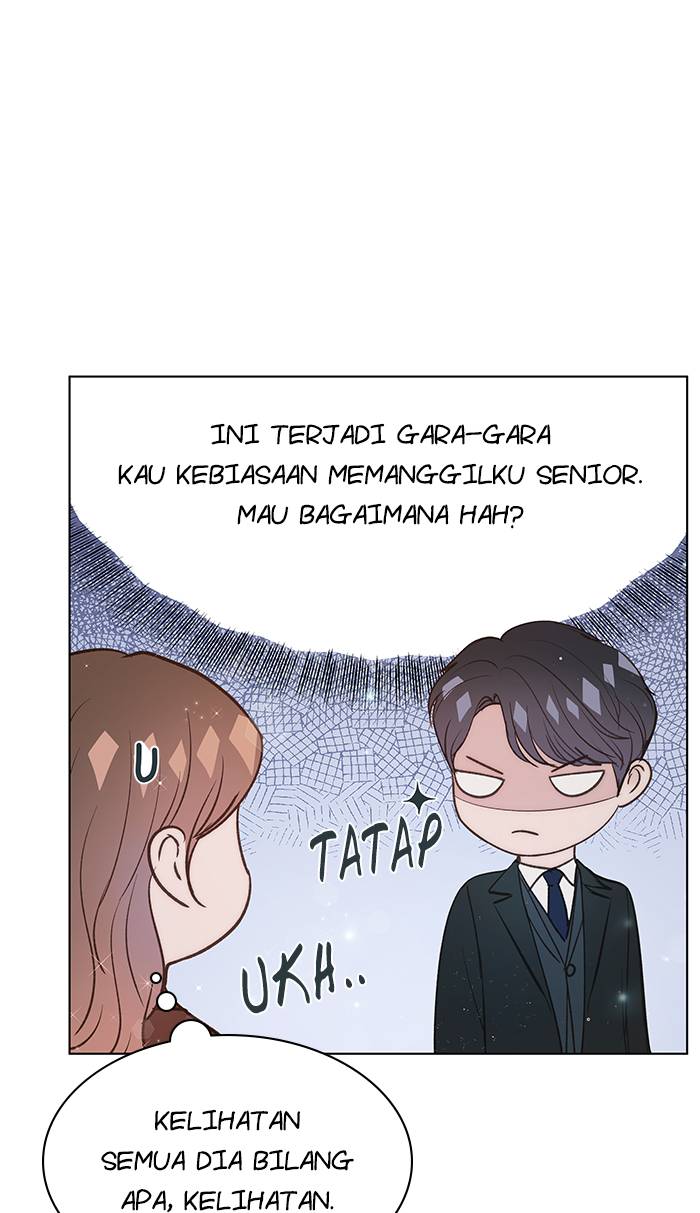 INI TERJADI GARA-GARA
KAU KEBIASAAN MEMANGGILKU SENIOR.
MAU BAGAIMANA HAH?
U
TATAP
UKH..
KELIHATAN
SEMUA DIA BILANG
APA, KELIHATAN.